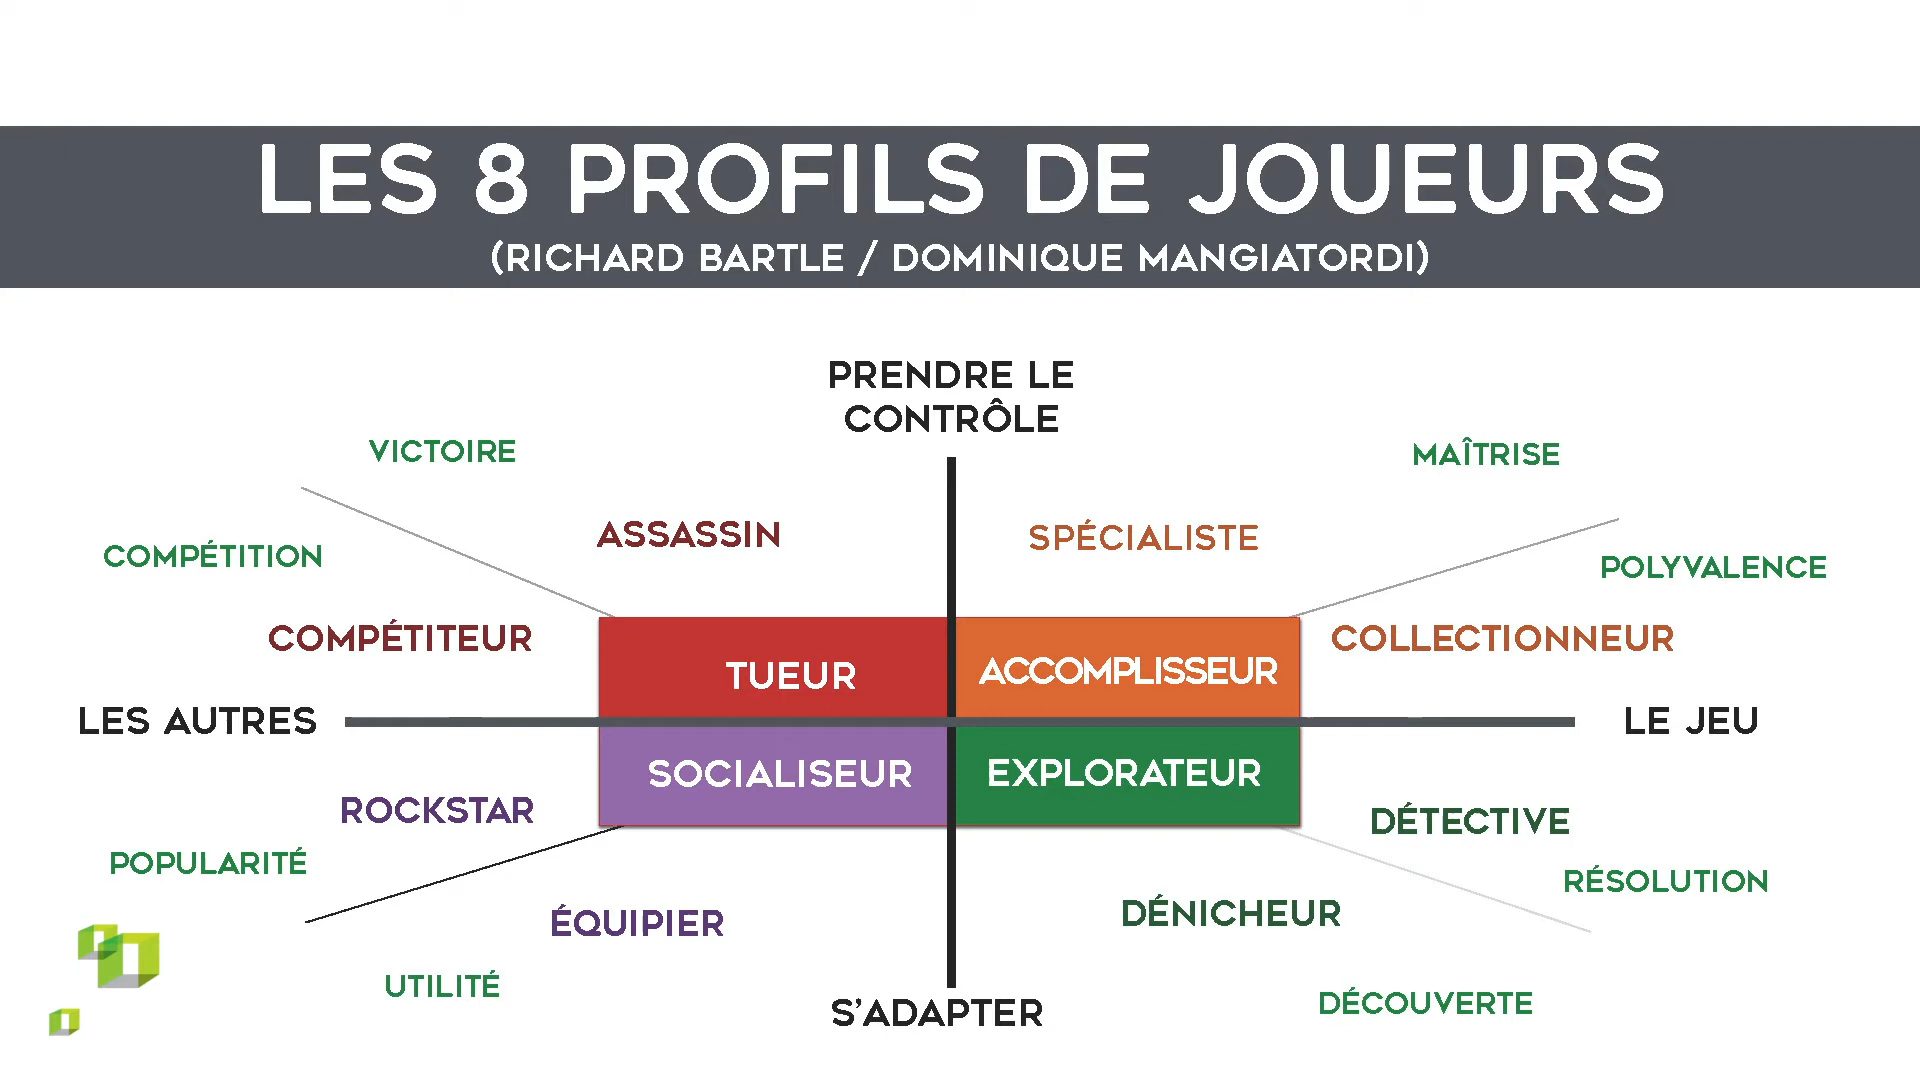 LES 8 PROFILS DE JOUEURS
(RICHARD BARTLE / DOMINIQUE MANGIATORDI)
PRENDRE LE
CONTRÔLE
VICTOIRE
MAÎTRISE
ASSASSIN
SPÉCIALISTE
COMPÉTITION
POLYVALENCE
COMPÉTITEUR
COLLECTIONNEUR
TUEUR
ACCOMPLISSEUR
LES AUTRES
LE JEU
SOCIALISEUR
EXPLORATEUR
ROCKSTAR
DÉTECTIVE
POPULARITÉ
RÉSOLUTION
ÉQUIPIER
DÉNICHEUR
UTILITÉ
DÉCOUVERTE
S'ADAPTER